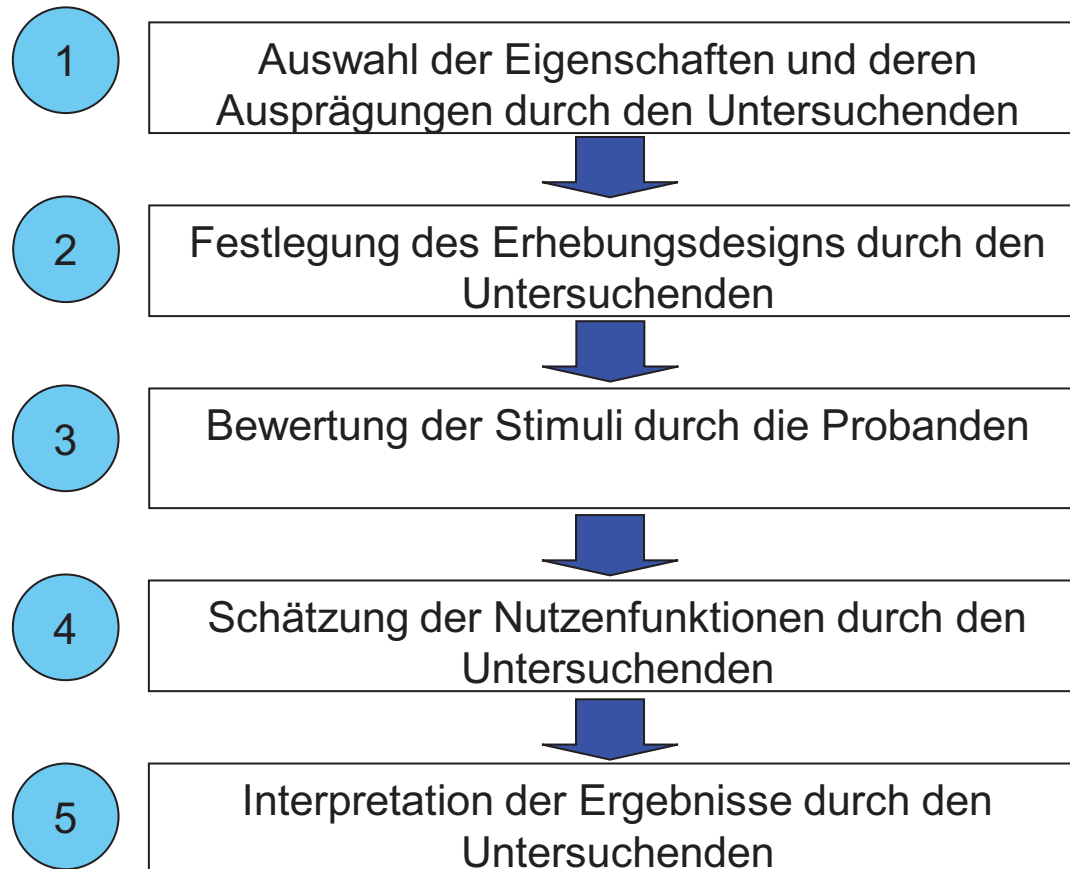 1
Auswahl der Eigenschaften und deren
Ausprägungen durch den Untersuchenden
2
Festlegung des Erhebungsdesigns durch den
Untersuchenden
3
Bewertung der Stimuli durch die Probanden
4
Schätzung der Nutzenfunktionen durch den
Untersuchenden
5
Interpretation der Ergebnisse durch den
Untersuchenden